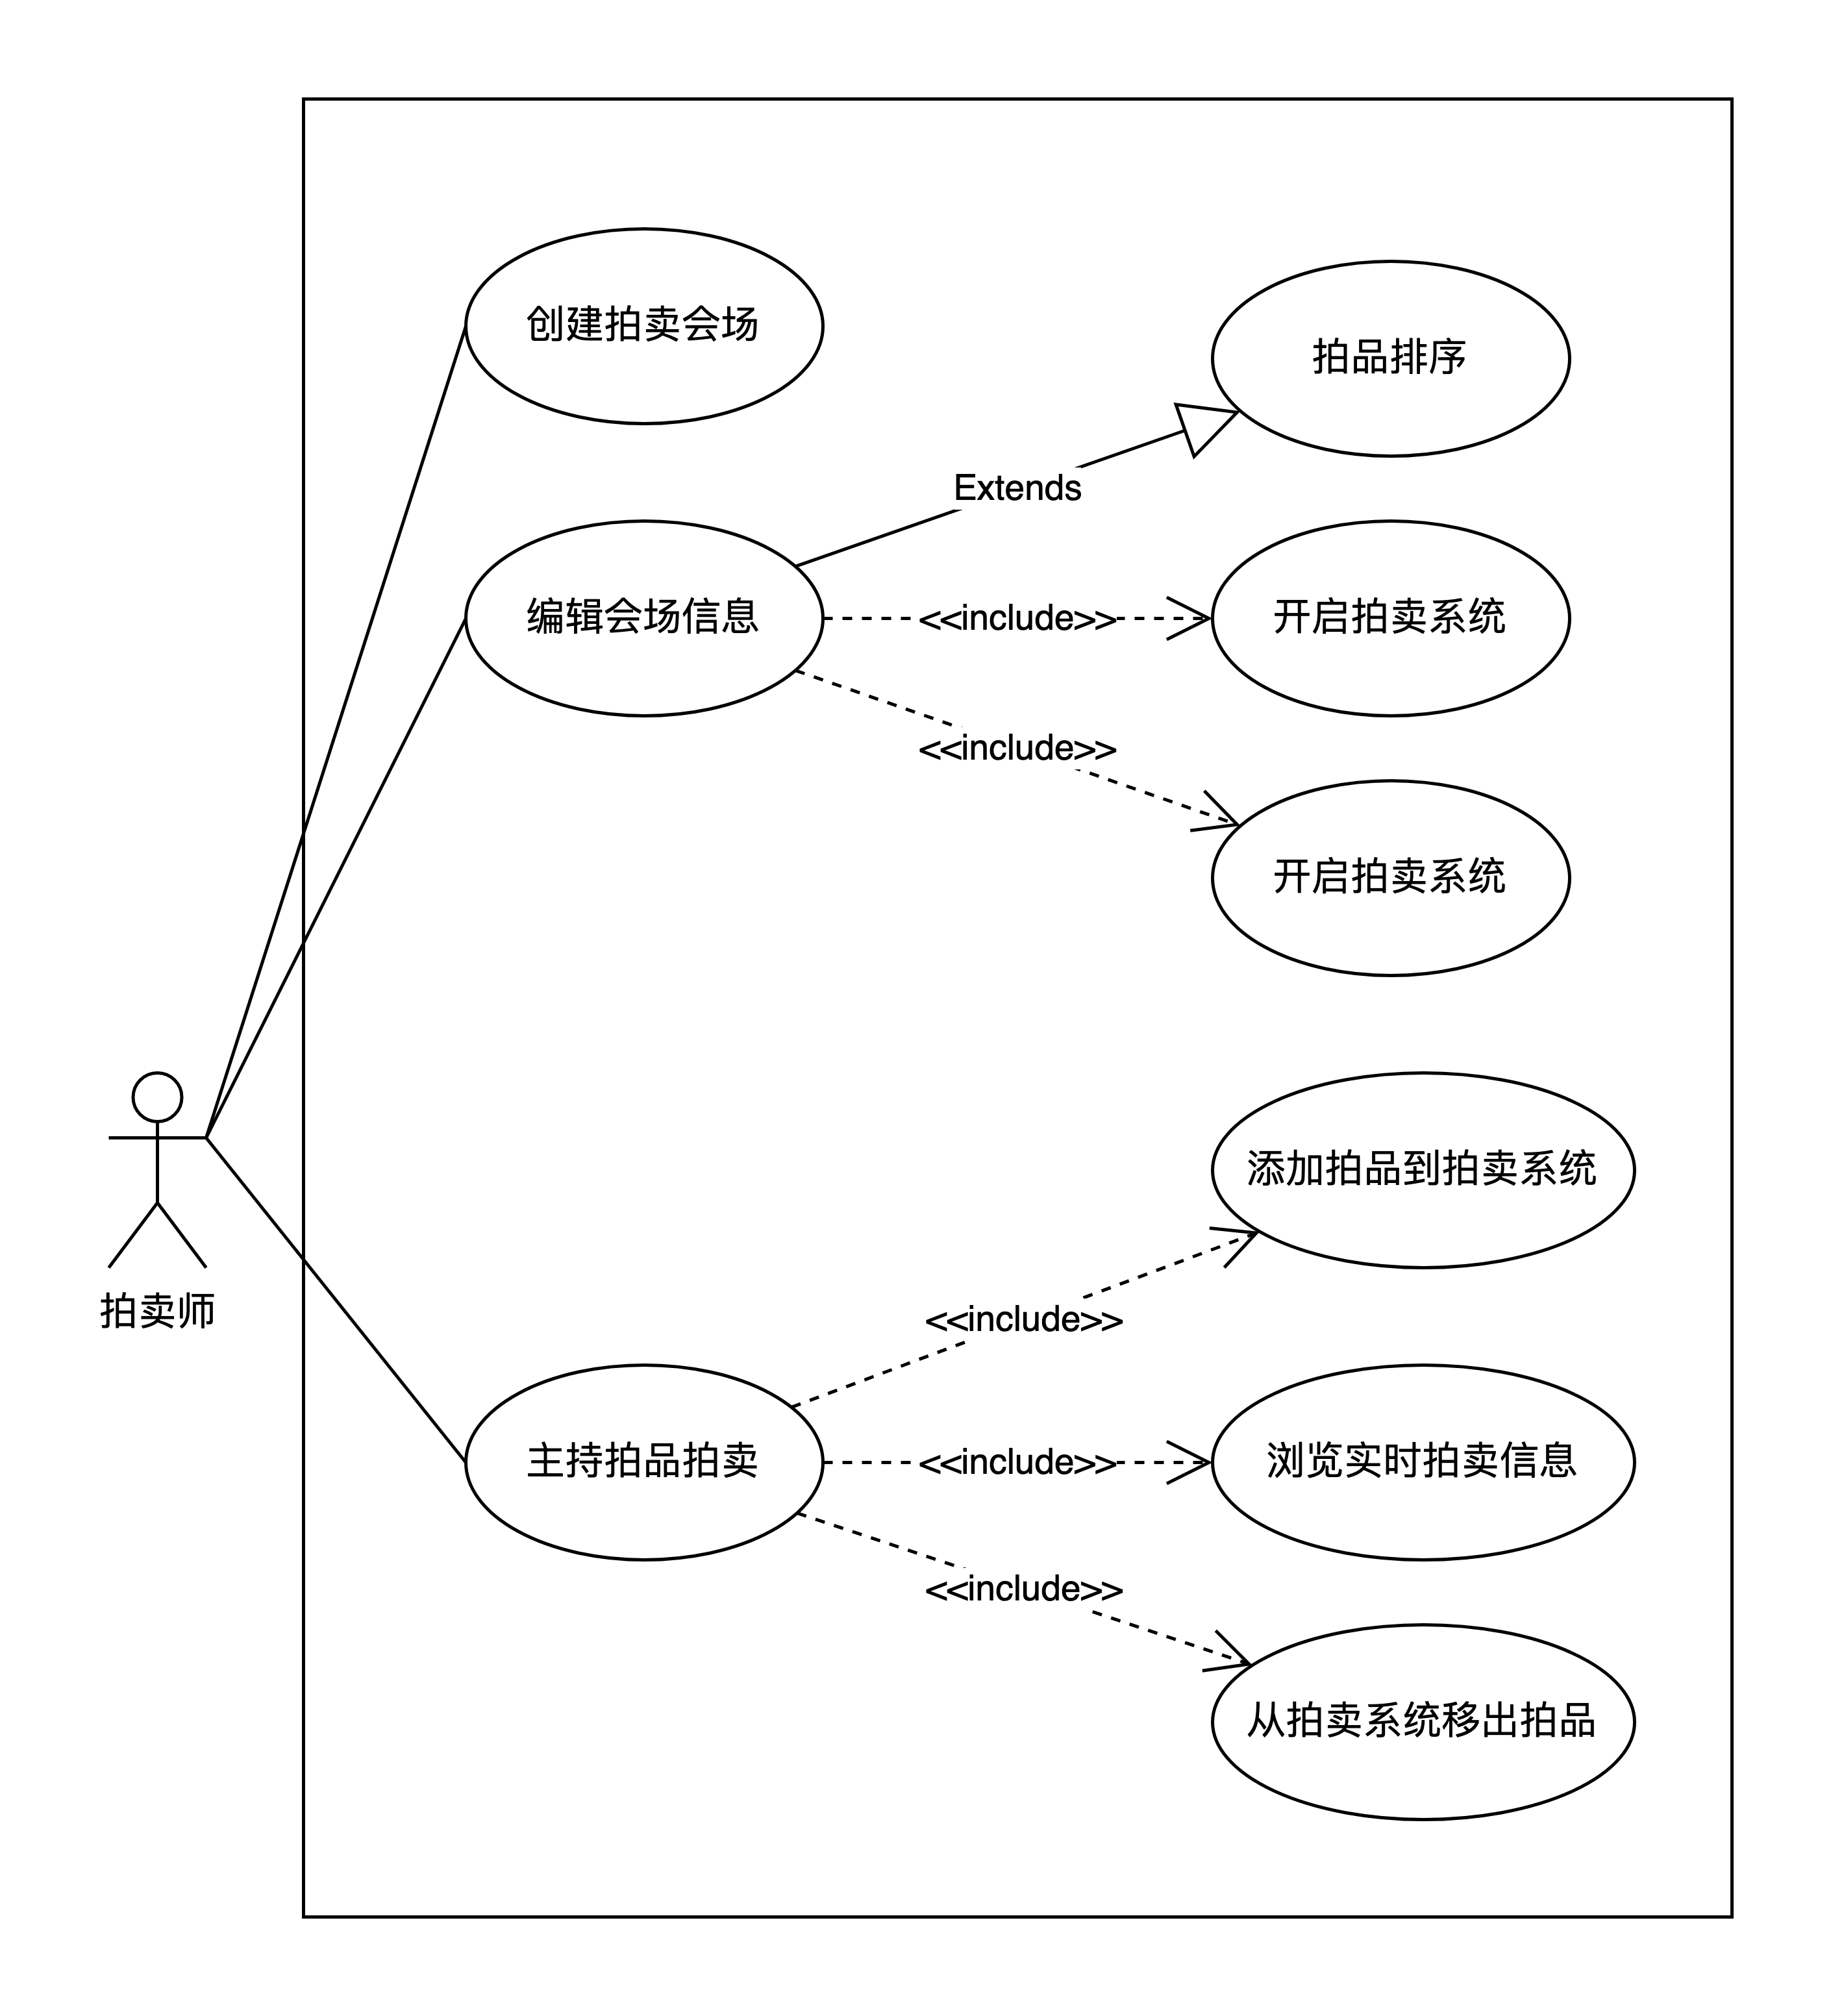 创建拍卖会场
拍品排序
Extends
编辑会场信息
<<include>>
开启拍卖系统
<<include>>
开启拍卖系统
拍卖师
添加拍品到拍卖系统
<<include>>
主持拍品拍卖
<<include>>
浏览实时拍卖信息
<<include>>
从拍卖系统移出拍品